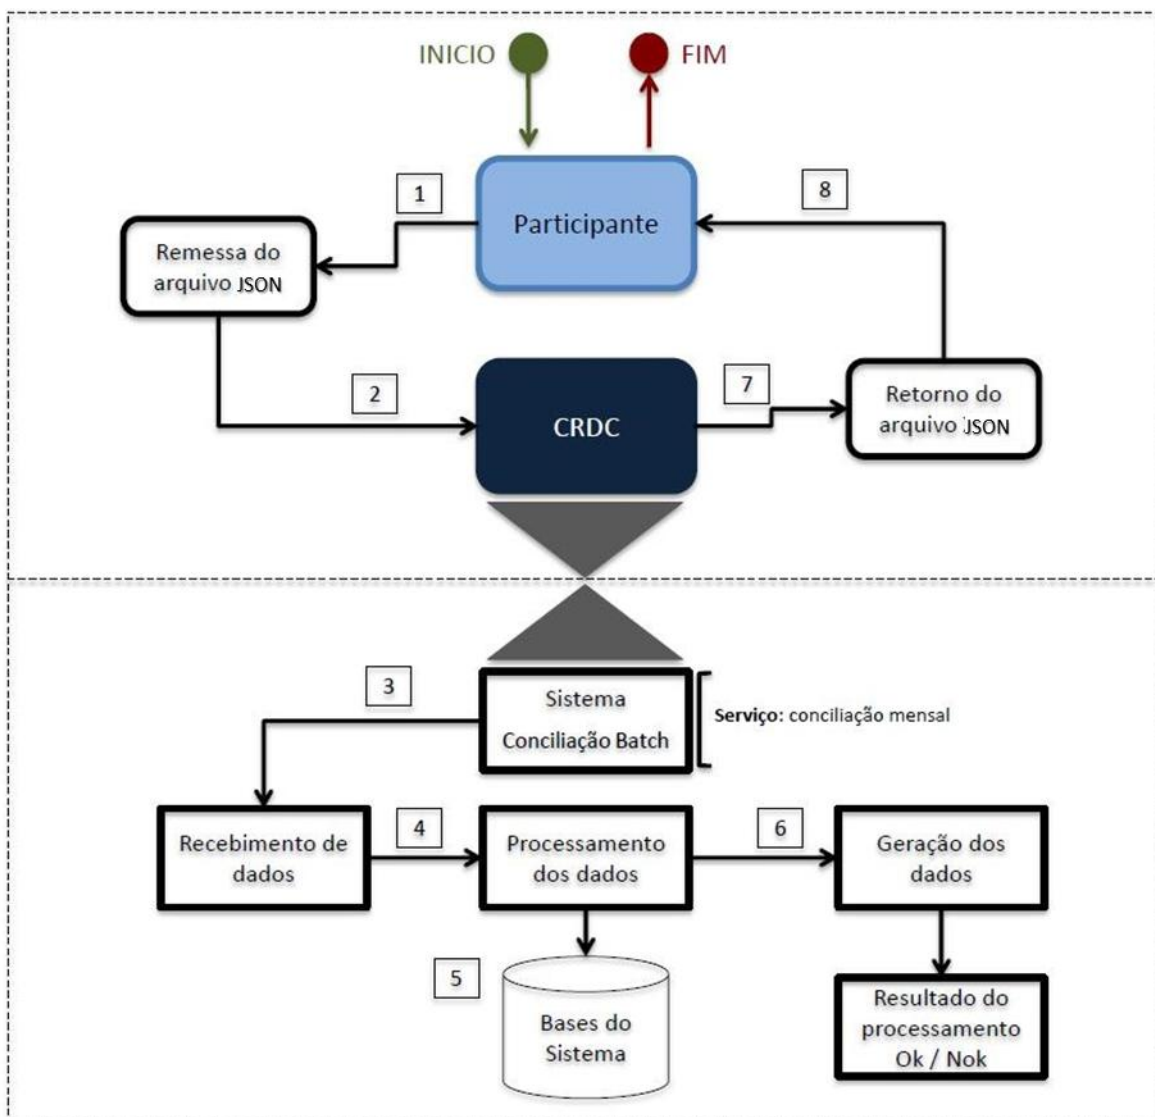 INICIO
FIM
1
8
Participante
Remessa do
arquivo JSON
2
7
CRDC
Retorno do
arquivo JSON
3
Sistema
Conciliação Batch
Serviço: conciliação mensal
4
6
Recebimento de
dados
Processamento
dos dados
Geração dos
dados
5
Bases do
Sistema
Resultado do
processamento
Ok / Nok